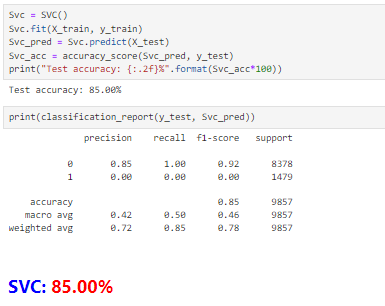 Svc = SVC()
Svc.fit(X_train, y_train)
Svc_pred = Svc.predict(X_test)
Svc_acc = accuracy_score(Svc_pred, y_test)
print("Test accuracy: {:.2f}%".format(Svc_acc*100))
Test accuracy: 85.00%
print(classification_report(y_test, Svc_pred))
precision recall f1-score support
0 0.85 1.00 0.92 8378
1 0.00 0.00 0.00 1479
accuracy 0.85 9857
macro avg 0.42 0.50 0.46 9857
weighted avg 0.72 0.85 0.78 9857
SVC: 85.00%